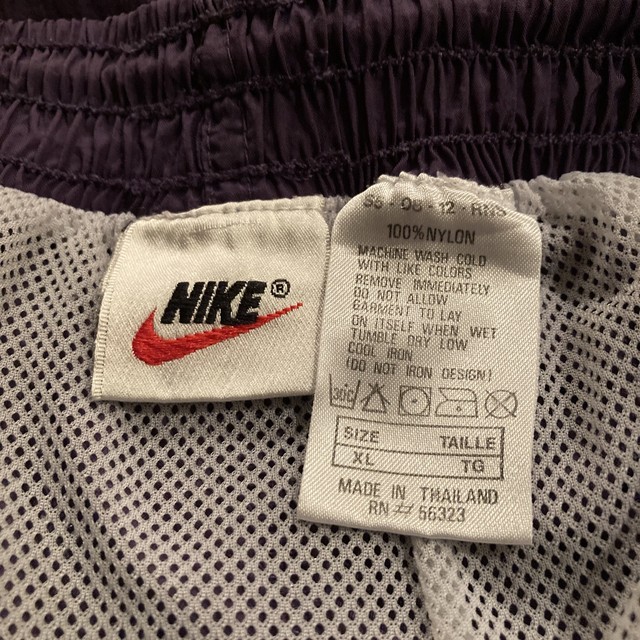 NIKE®
100% NYLON
MACHINE WASH COLD
WITH LIKE COLORS
REMOVE IMMEDIATELY
DO NOT ALLOW
GARMENT TO LAY
ON ITSELF WHEN WET
TUMBLE DRY LOW
COOL IRON
(DO NOT IRON DESIGN)
30°
SIZE TAILLE
XL TG
MADE IN THAILAND
RN # 56323